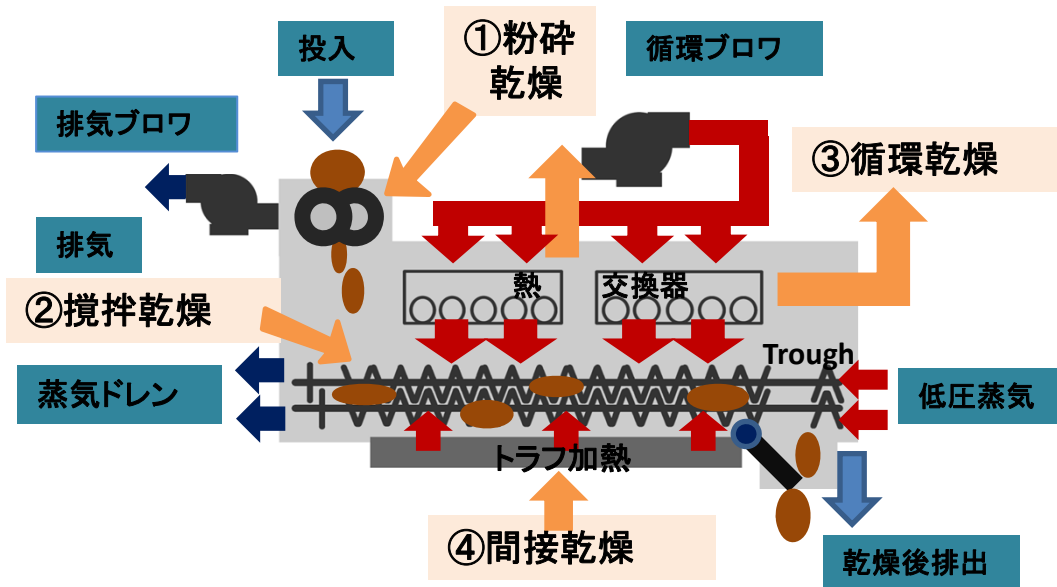 投入
①粉砕
乾燥
循環ブロワ
排気ブロワ
③循環乾燥
排気
熱
交換器
②撹拌乾燥
Trough
蒸気ドレン
低圧蒸気
トラフ加熱
④間接乾燥
乾燥後排出